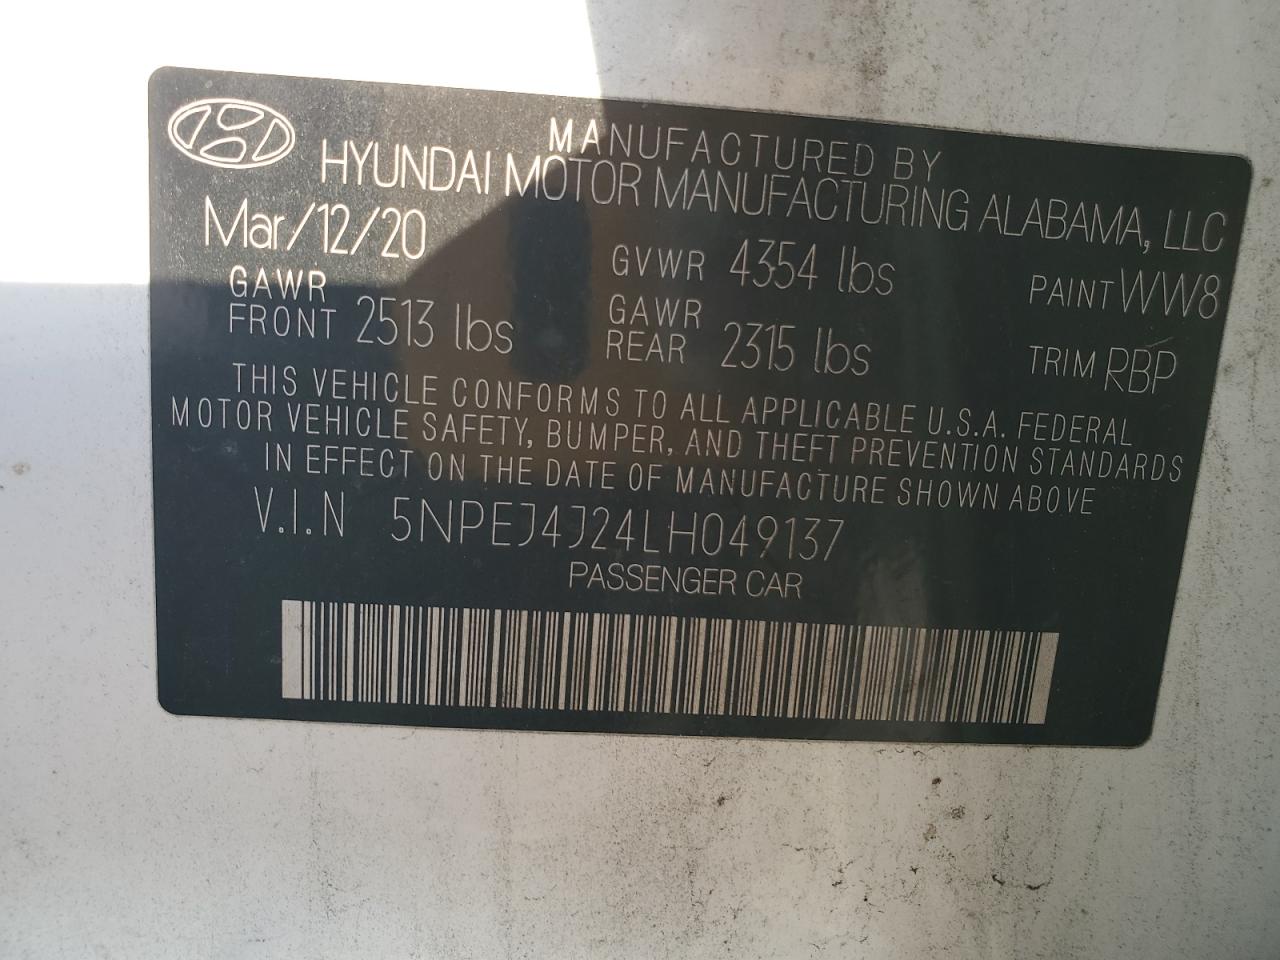 MANUFACTURED BY
HYUNDAI MOTOR MANUFACTURING ALABAMA, LLC
Mar/12/20
GVWR 4354 lbs
PAINT WW8
GAWR
FRONT 2513 lbs
GAWR
REAR 2315 lbs
TRIM RBP
THIS VEHICLE CONFORMS TO ALL APPLICABLE U.S.A. FEDERAL
MOTOR VEHICLE SAFETY, BUMPER, AND THEFT PREVENTION STANDARDS
IN EFFECT ON THE DATE OF MANUFACTURE SHOWN ABOVE
V.I.N 5NPEJ4J24LH049137
PASSENGER CAR